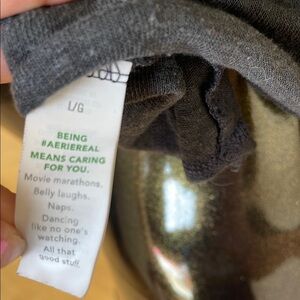 L/G
BEING
#AERIEREAL
MEANS CARING
FOR YOU.
Movie marathons.
Belly laughs.
Naps.
Dancing
like no one's
watching.
All that
good stuff.